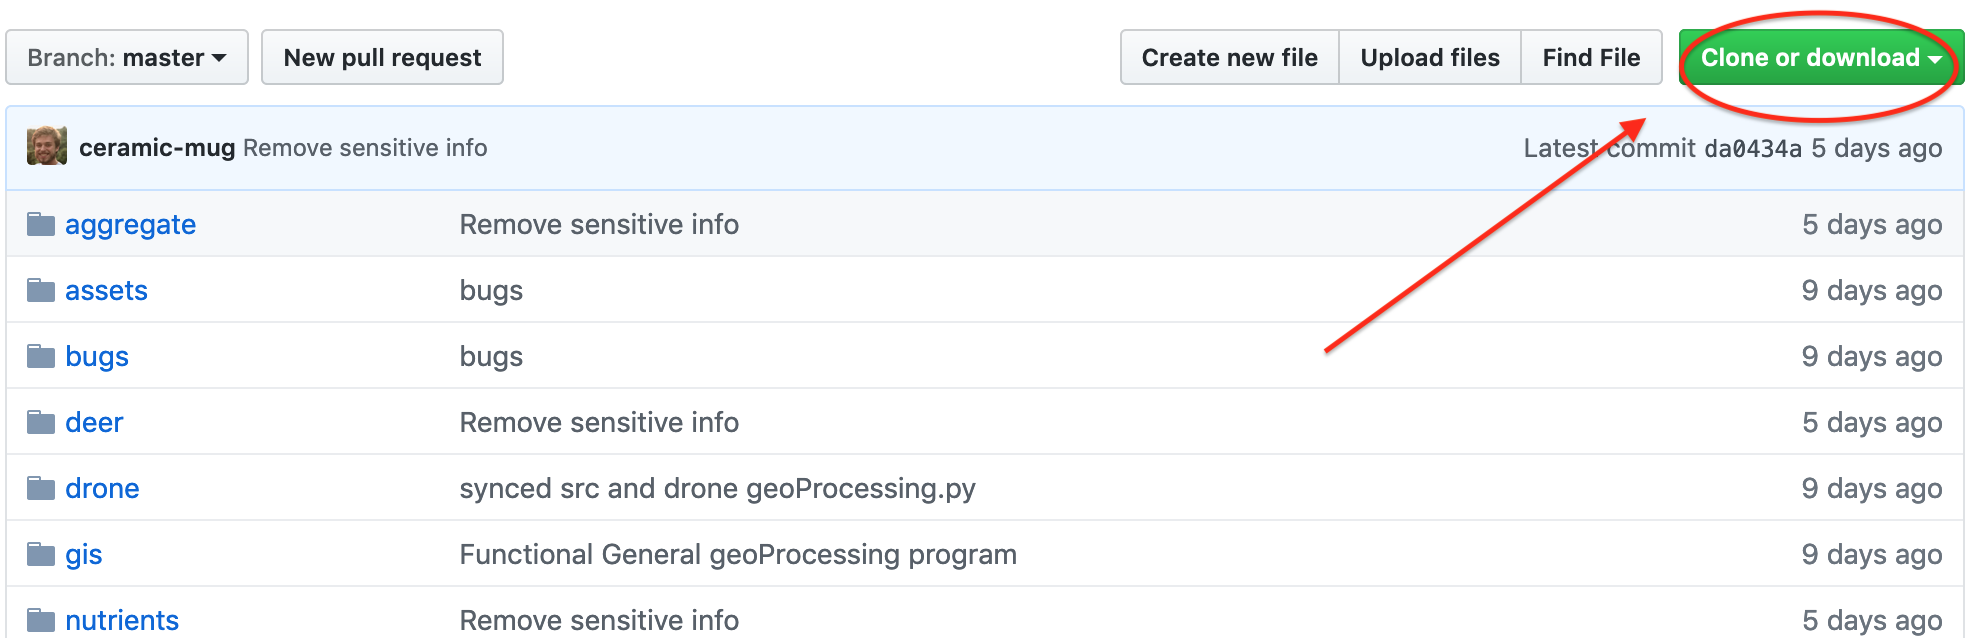 Branch: master New pull request Create new file Upload files Find File Clone or download
ceramic-mug Remove sensitive info Latest commit da0434a 5 days ago
aggregate Remove sensitive info 5 days ago
assets bugs 9 days ago
bugs bugs 9 days ago
deer Remove sensitive info 5 days ago
drone synced src and drone geoProcessing.py 9 days ago
gis Functional General geoProcessing program 9 days ago
nutrients Remove sensitive info 5 days ago